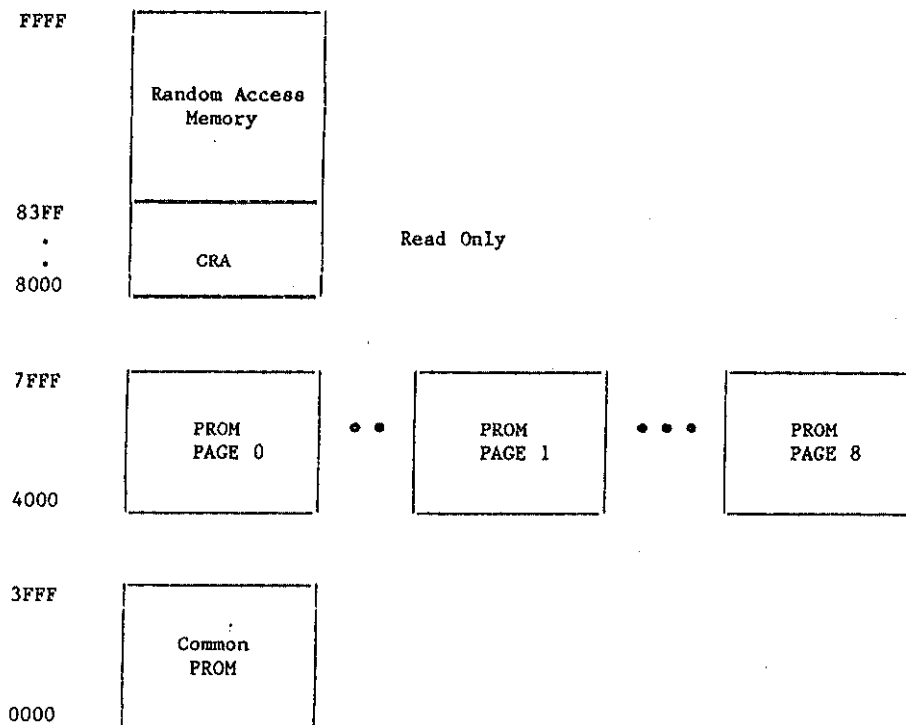 FFFF
Random Access
Memory
83FF
CRA
Read Only
8000
7FFF
PROM
PAGE 0
PROM
PAGE 1
PROM
PAGE 8
4000
3FFF
Common
PROM
0000